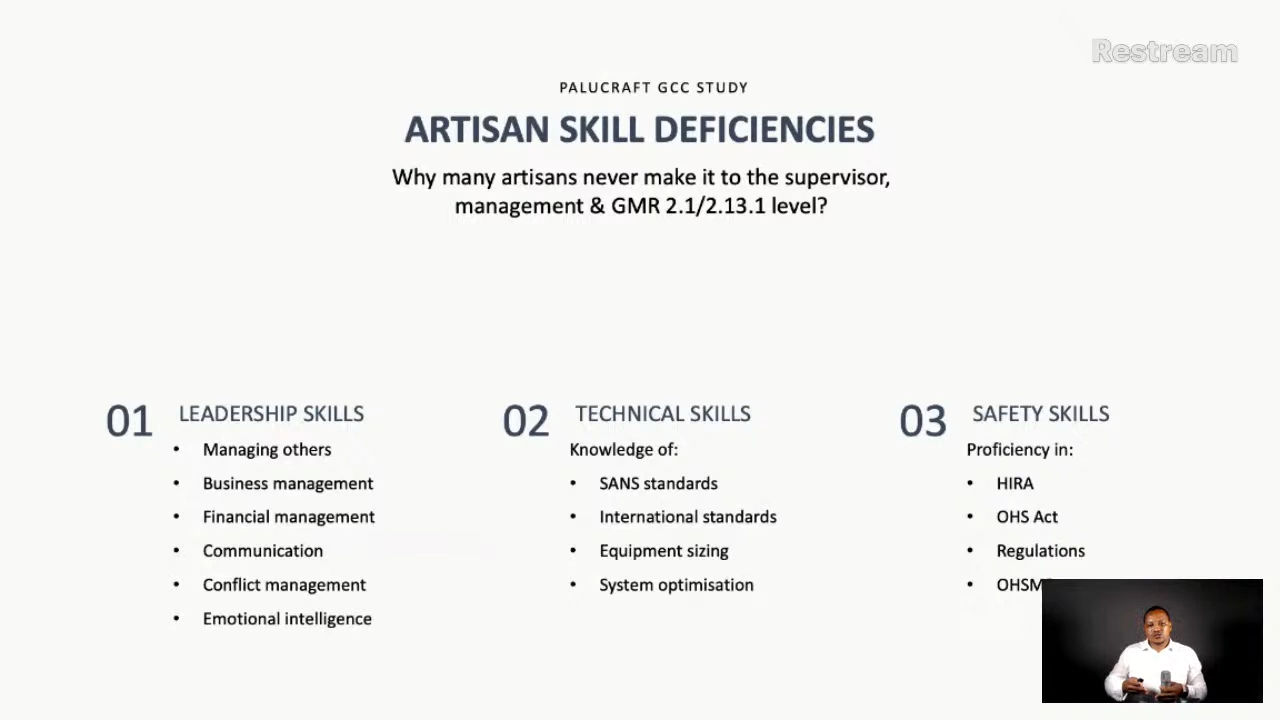 Restream
PALUCRAFT GCC STUDY
ARTISAN SKILL DEFICIENCIES
Why many artisans never make it to the supervisor,
management & GMR 2.1/2.13.1 level?
01 LEADERSHIP SKILLS
• Managing others
• Business management
• Financial management
• Communication
• Conflict management
• Emotional intelligence
02 TECHNICAL SKILLS
Knowledge of:
• SANS standards
• International standards
• Equipment sizing
• System optimisation
03 SAFETY SKILLS
Proficiency in:
• HIRA
• OHS Act
• Regulations